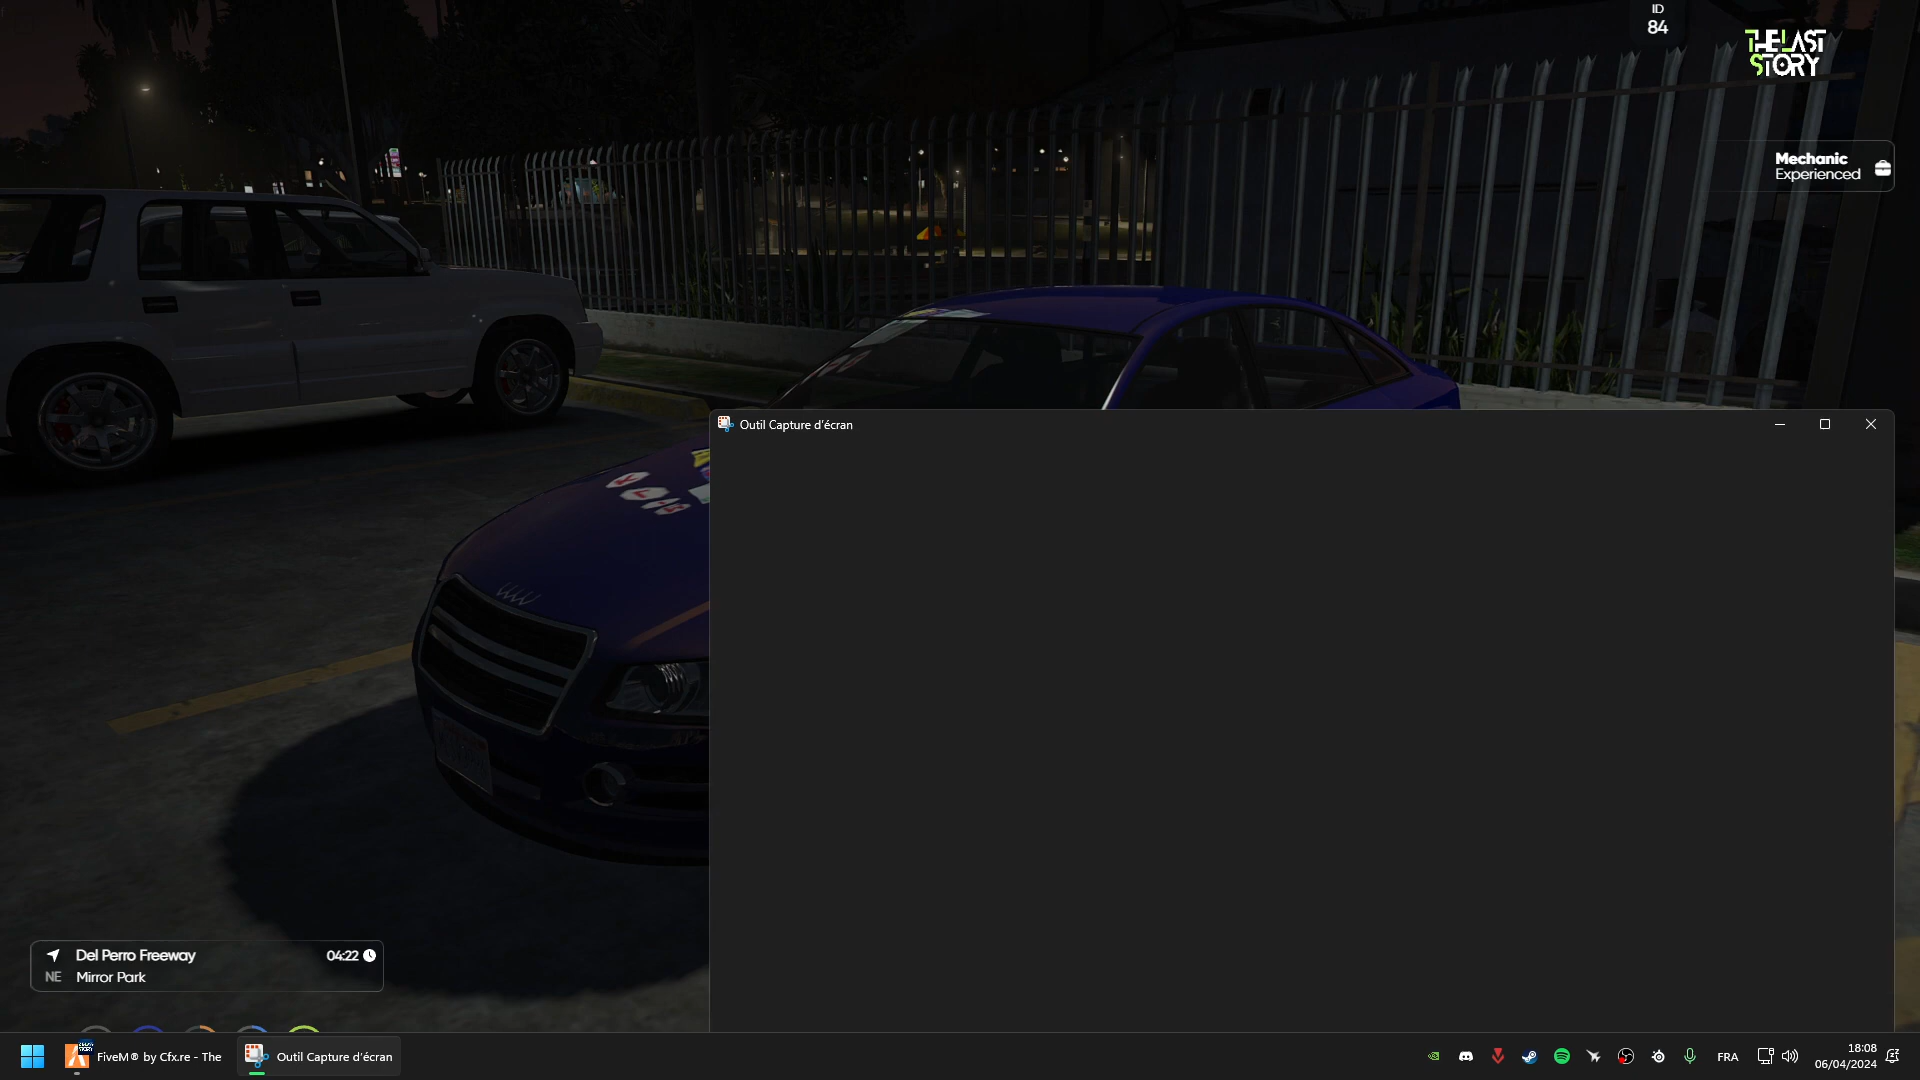 ID
84
THE LAST
STORY
Mechanic
Experienced
Outil Capture d'écran
Del Perro Freeway
04:22
NE
Mirror Park
FiveM® by Cfx.re - The
Outil Capture d'écran
FRA
18:08
06/04/2024